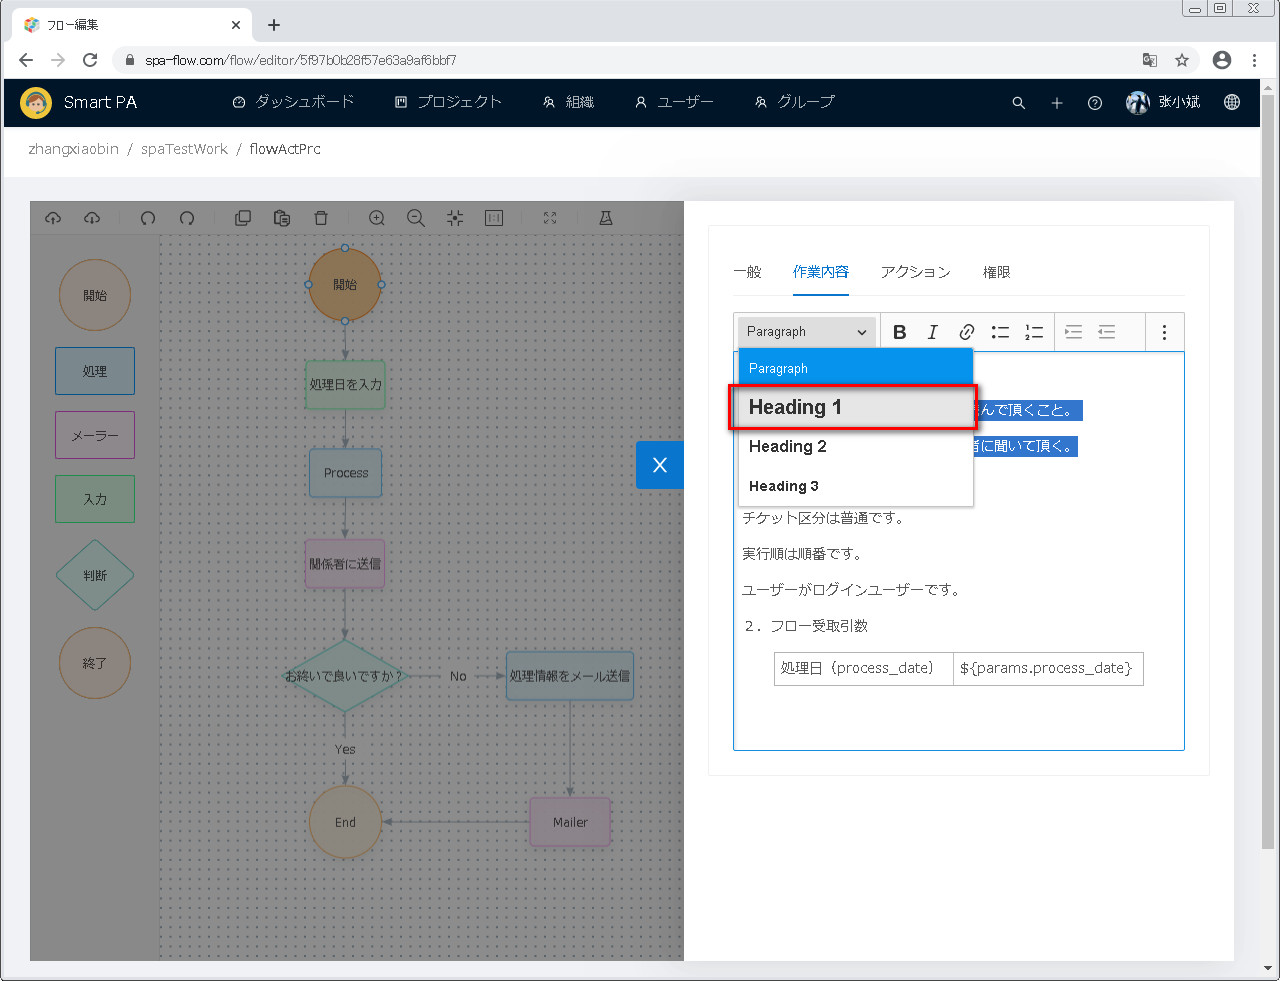 フロー編集
spa-flow.com/flow/editor/5f97b0b28f57e63a9af6bbf7
Smart PA
ダッシュボード
プロジェクト
組織
ユーザー
グループ
张小斌
zhangxiaobin / spaTestWork / flowActPrc
開始
処理
メーラー
入力
判断
終了
開始
処理日を入力
Process
関係者に送信
お終いで良いですか?
No
処理情報をメール送信
Yes
End
Mailer
X
一般
作業内容
アクション
権限
Paragraph
B
I
Paragraph
Heading 1
んで頂くこと。
Heading 2
者に聞いて頂く。
Heading 3
チケット区分は普通です。
実行順は順番です。
ユーザーがログインユーザーです。
2．フロー受取引数
処理日（process_date）
${params.process_date}